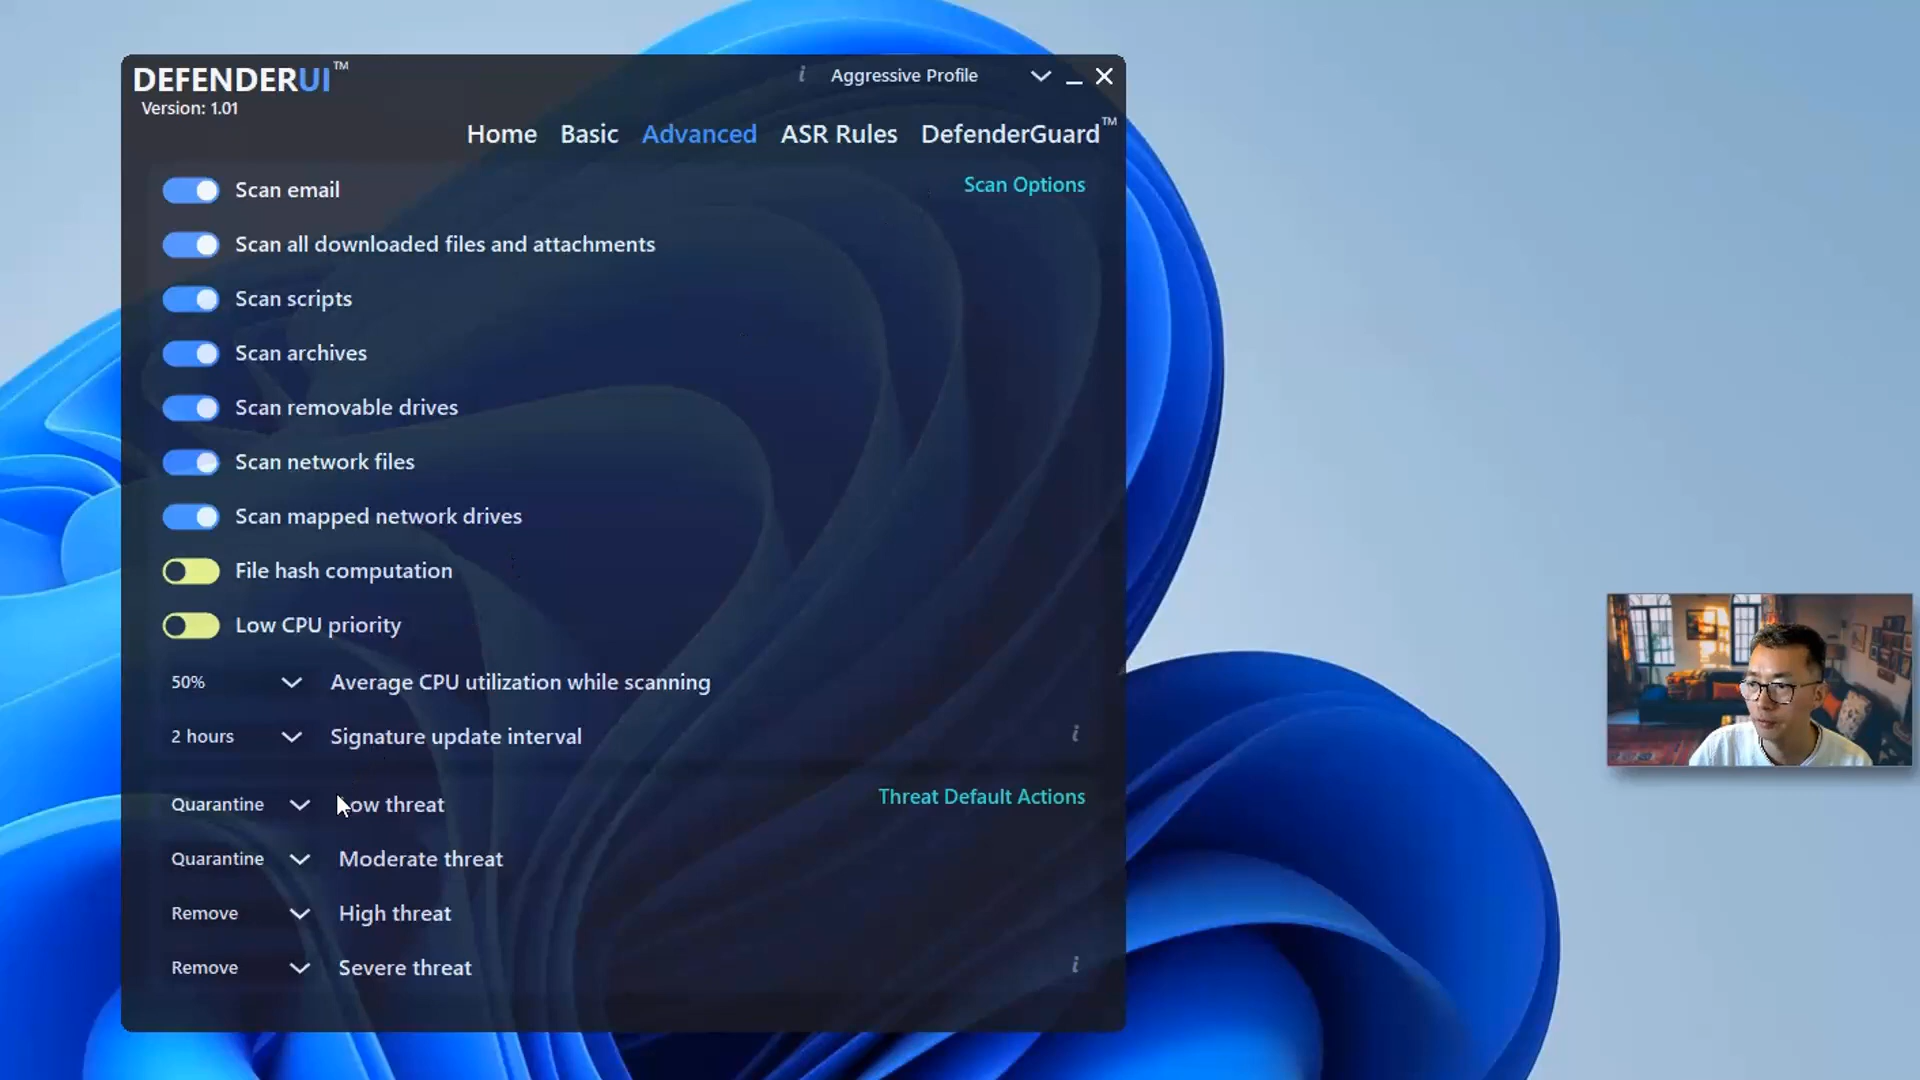 DEFENDERUI™
Version: 1.01
i Aggressive Profile
Home Basic Advanced ASR Rules DefenderGuard™
Scan email
Scan Options
Scan all downloaded files and attachments
Scan scripts
Scan archives
Scan removable drives
Scan network files
Scan mapped network drives
File hash computation
Low CPU priority
50% Average CPU utilization while scanning
2 hours Signature update interval i
Quarantine Low threat
Threat Default Actions
Quarantine Moderate threat
Remove High threat
Remove Severe threat i